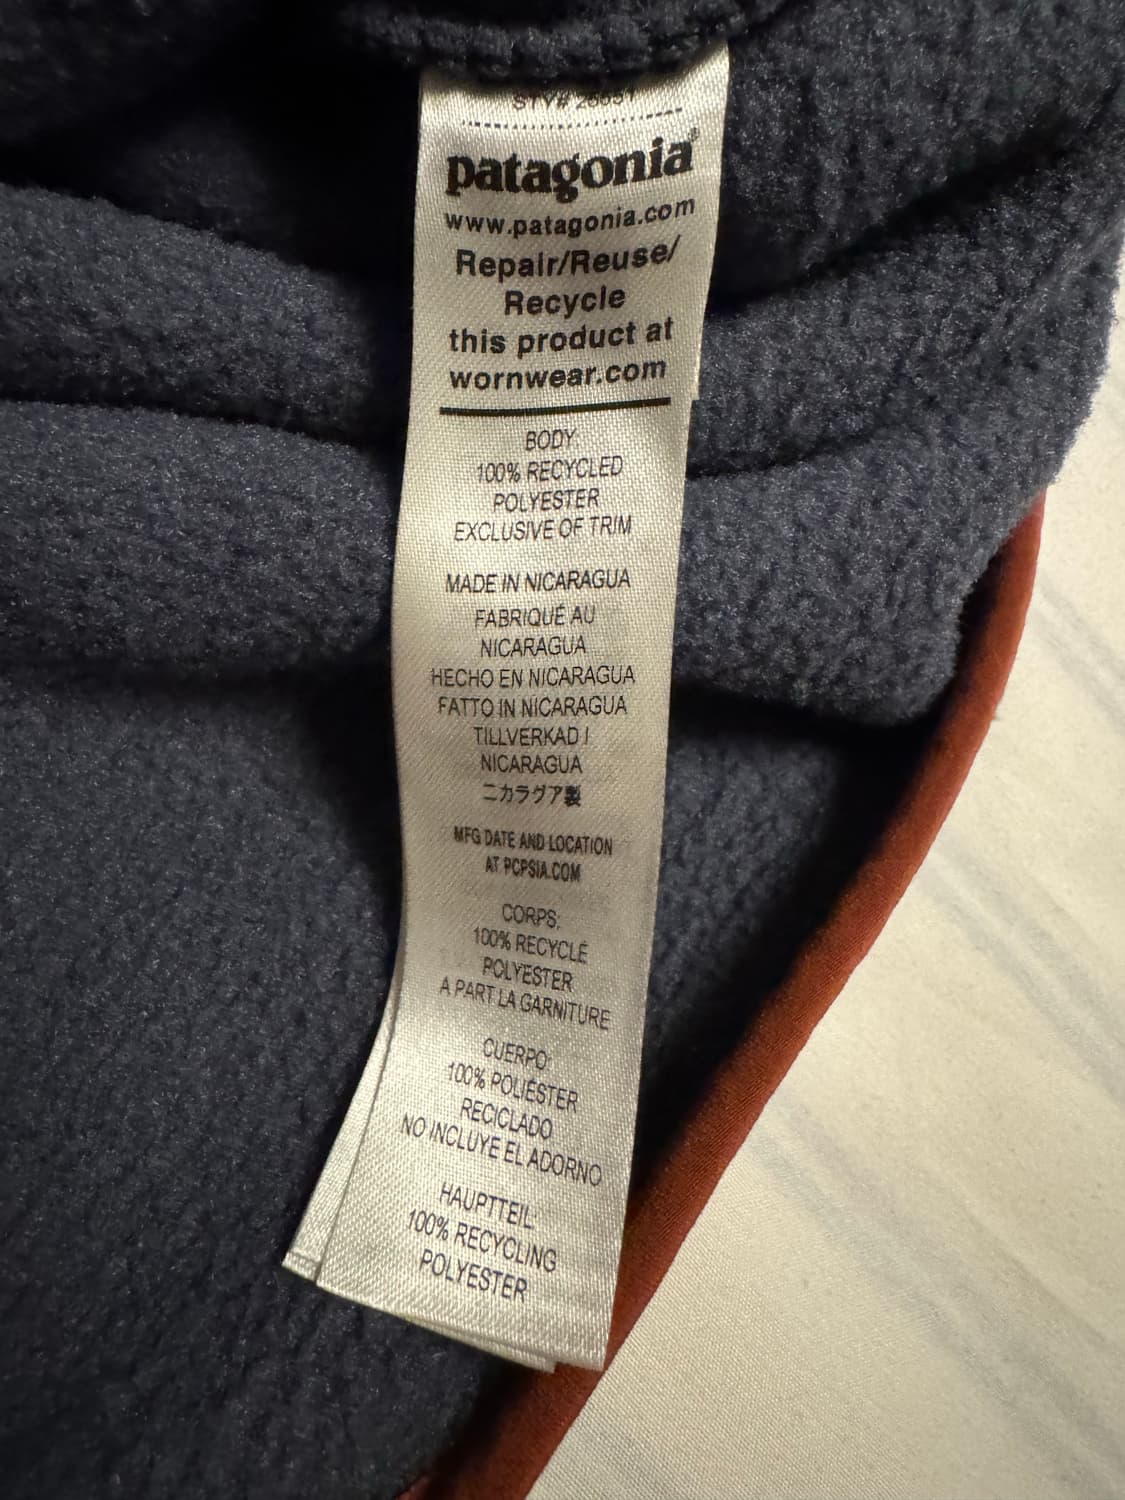 STY#
patagonia®
www.patagonia.com
Repair/Reuse/
Recycle
this product at
wornwear.com
BODY:
100% RECYCLED
POLYESTER
EXCLUSIVE OF TRIM
MADE IN NICARAGUA
FABRIQUÉ AU
NICARAGUA
HECHO EN NICARAGUA
FATTO IN NICARAGUA
TILLVERKAD I
NICARAGUA
ニカラグア製
MFG DATE AND LOCATION
AT PCPSIA.COM
CORPS:
100% RECYCLÉ
POLYESTER
A PART LA GARNITURE
CUERPO:
100% POLIÉSTER
RECICLADO
NO INCLUYE EL ADORNO
HAUPTTEIL:
100% RECYCLING
POLYESTER